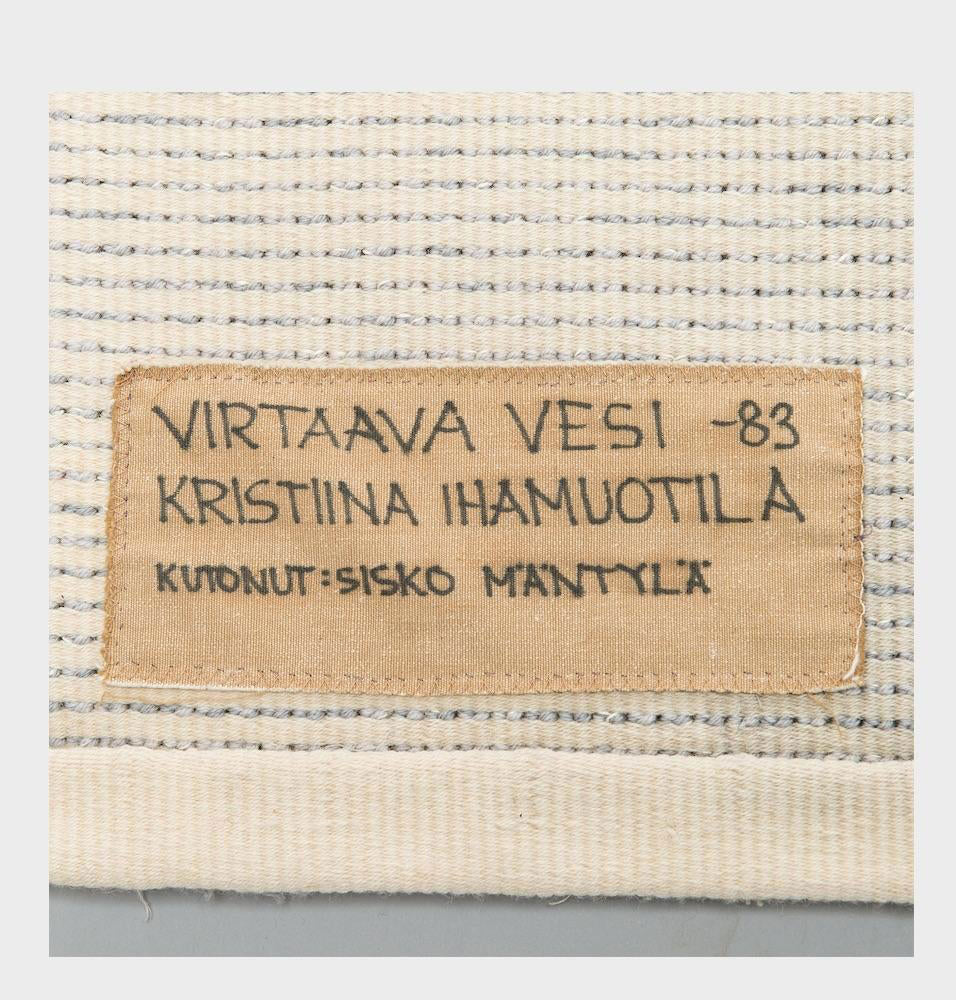 VIRTAAVA VESI -83
KRISTIINA IHAMUOTILA
KUTONUT: SISKO MÄNTYLÄ